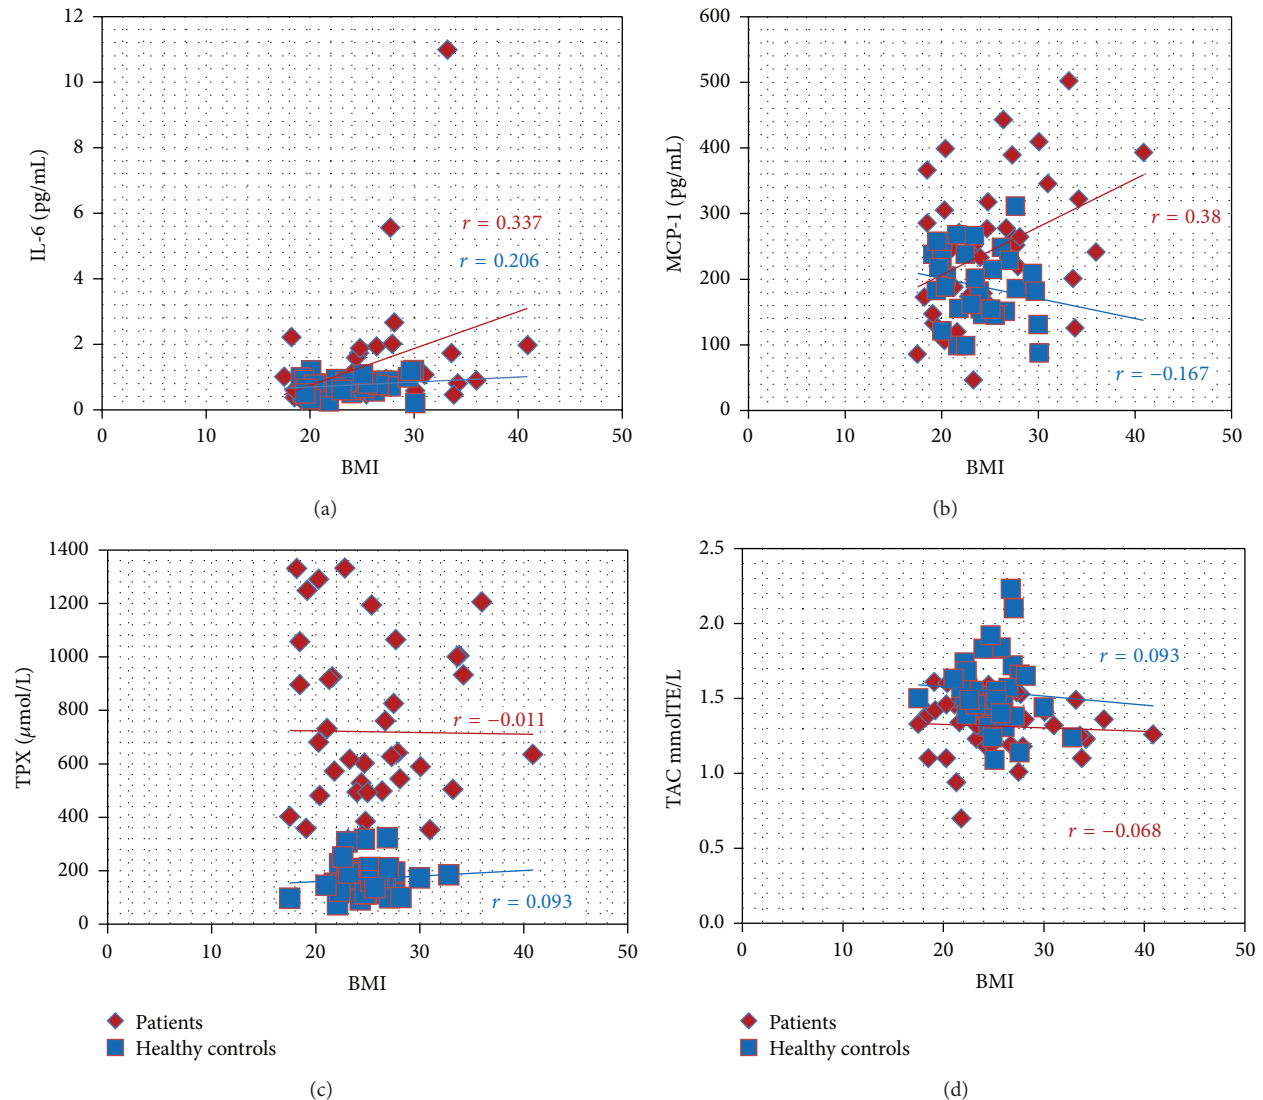 12
10
8
6
4
2
0
IL-6 (pg/mL)
r = 0.337
r = 0.206
0 10 20 30 40 50
BMI
(a)
600
500
400
300
200
100
0
MCP-1 (pg/mL)
r = 0.38
r = −0.167
0 10 20 30 40 50
BMI
(b)
1400
1200
1000
800
600
400
200
0
TPX (μmol/L)
r = −0.011
r = 0.093
0 10 20 30 40 50
BMI
Patients
Healthy controls
(c)
2.5
2.0
1.5
1.0
0.5
0.0
TAC mmolTE/L
r = 0.093
r = −0.068
0 10 20 30 40 50
BMI
Patients
Healthy controls
(d)